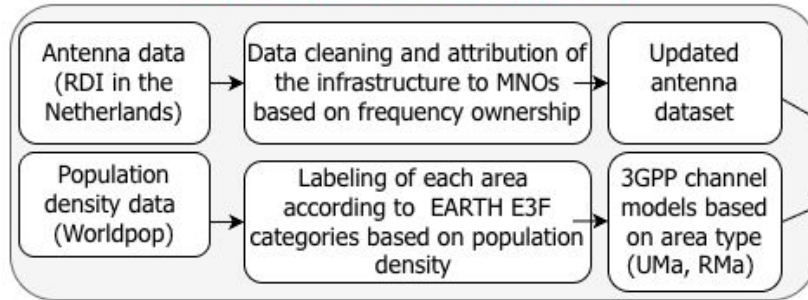 Antenna data
(RDI in the
Netherlands)
Data cleaning and attribution of
the infrastructure to MNOs
based on frequency ownership
Updated
antenna
dataset
Population
density data
(Worldpop)
Labeling of each area
according to EARTH E3F
categories based on population
density
3GPP channel
models based
on area type
(UMa, RMa)